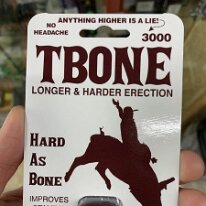 ANYTHING HIGHER IS A LIE!
NO HEADACHE
3000
TBONE
LONGER & HARDER ERECTION
HARD
AS
BONE
IMPROVES